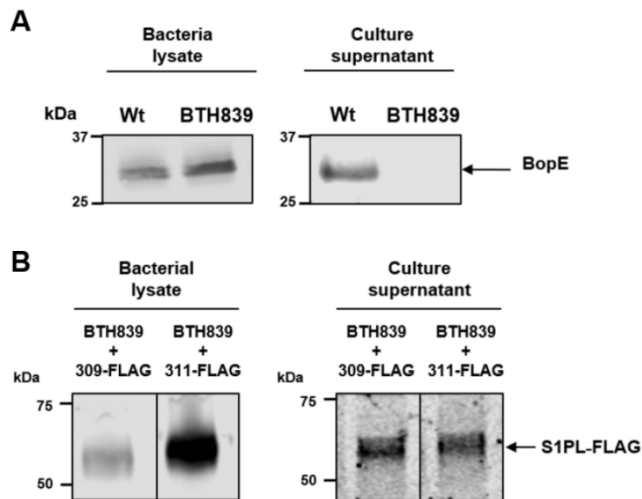 A
Bacteria lysate
Culture supernatant
kDa
Wt BTH839
Wt BTH839
37
25
37
25
BopE
B
Bacterial lysate
Culture supernatant
BTH839 + 309-FLAG
BTH839 + 311-FLAG
BTH839 + 309-FLAG
BTH839 + 311-FLAG
kDa
kDa
75
50
75
50
S1PL-FLAG